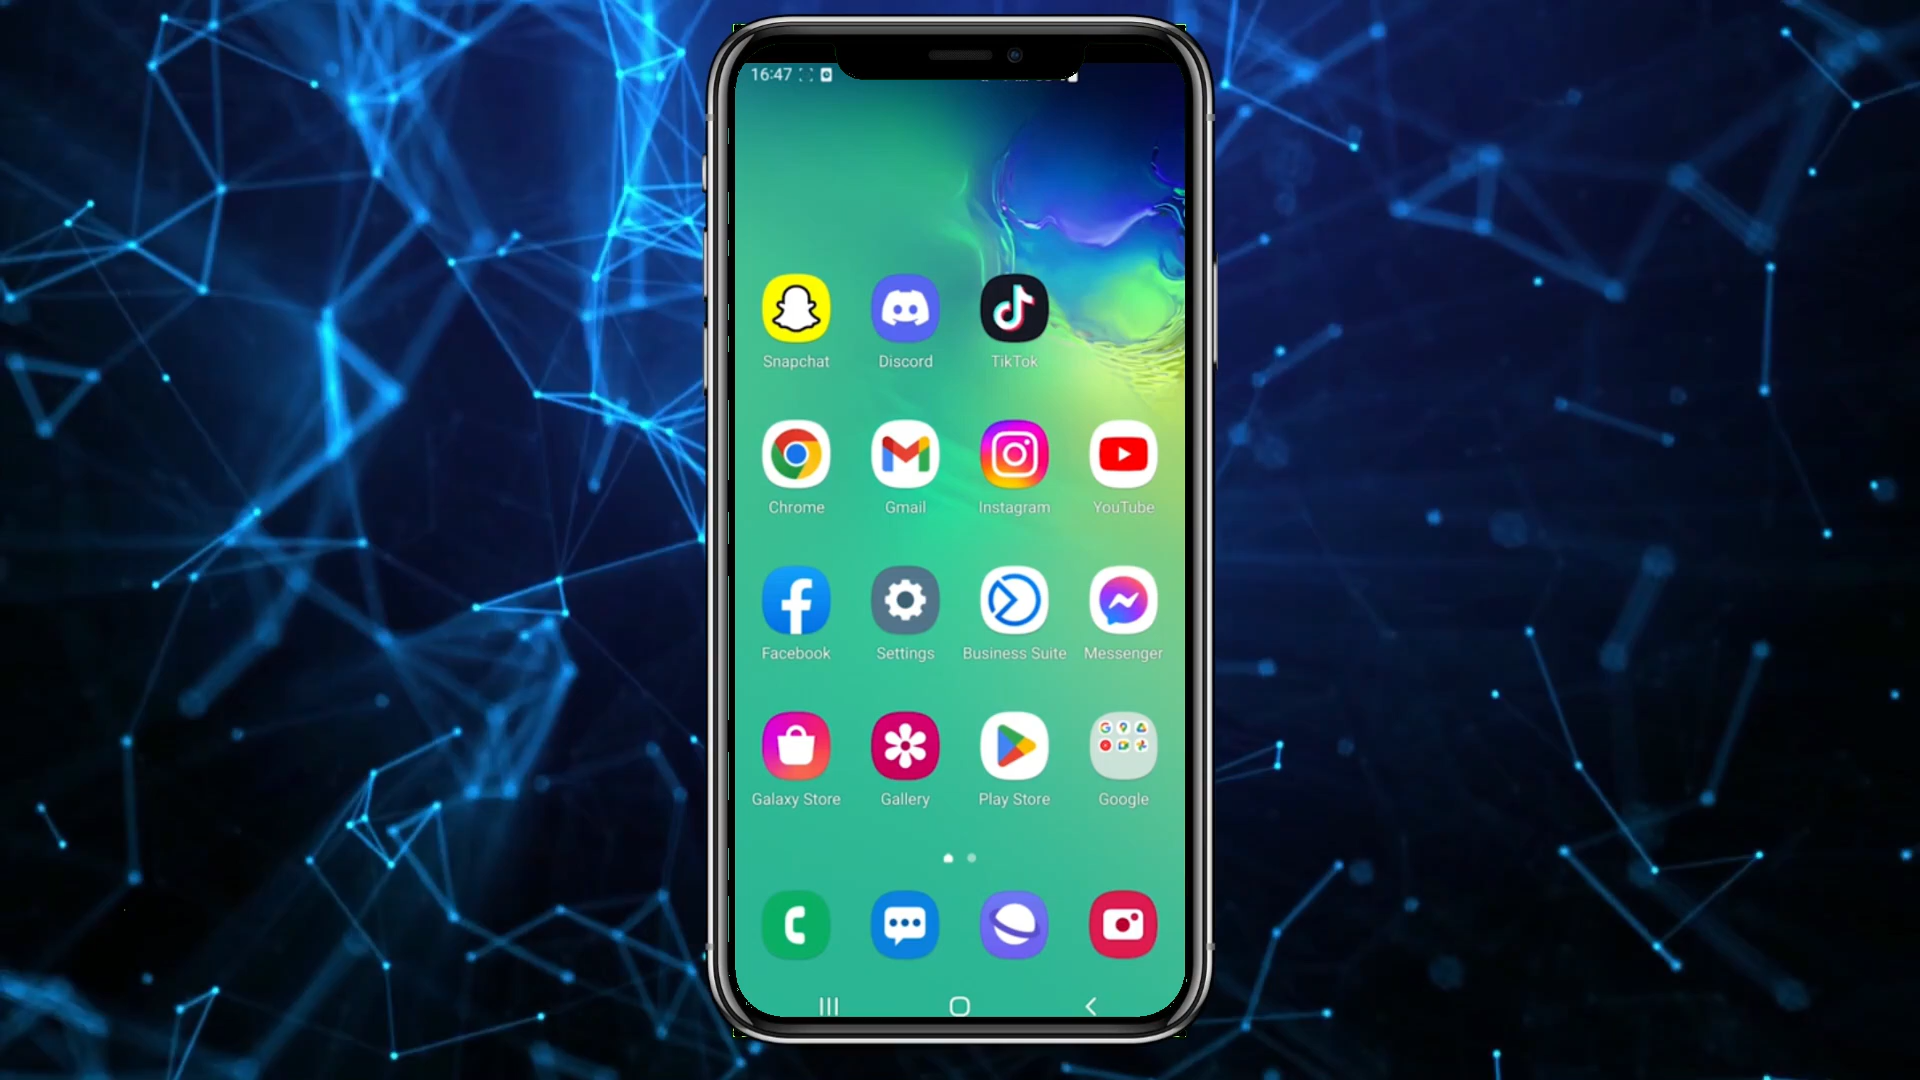 16:47
Snapchat Discord TikTok
Chrome Gmail Instagram YouTube
Facebook Settings Business Suite Messenger
Galaxy Store Gallery Play Store Google